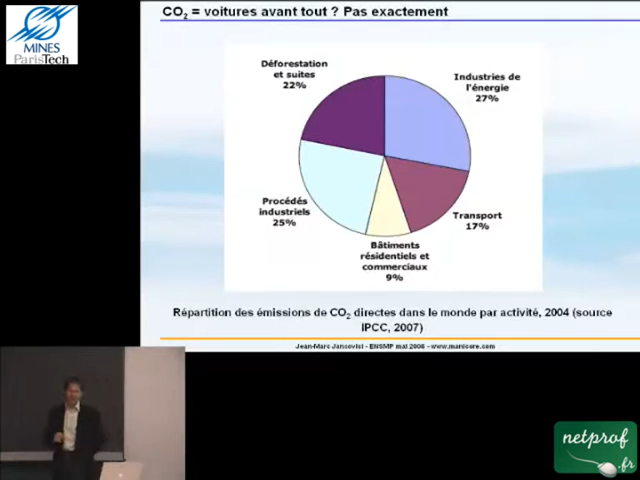 CO₂ = voitures avant tout ? Pas exactement
MINES
ParisTech
Déforestation
et suites
22%
Industries de
l'énergie
27%
Procédés
industriels
25%
Transport
17%
Bâtiments
résidentiels et
commerciaux
9%
Répartition des émissions de CO₂ directes dans le monde par activité, 2004 (source
IPCC, 2007)
Jean-Marc Jancovici - ENSMP mai 2008 - www.manicore.com
netprof
.fr